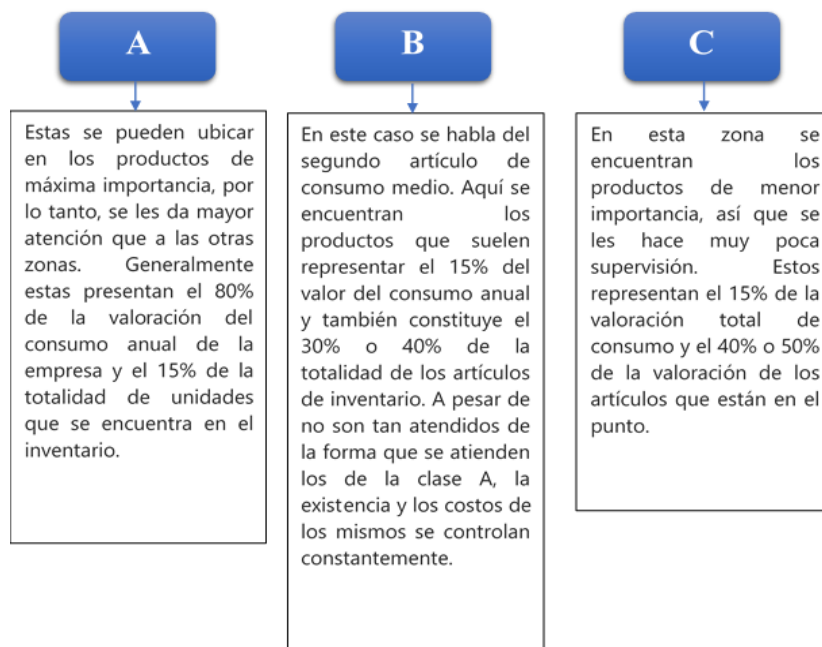 A
Estas se pueden ubicar
en los productos de
máxima importancia, por
lo tanto, se les da mayor
atención que a las otras
zonas. Generalmente
estas presentan el 80%
de la valoración del
consumo anual de la
empresa y el 15% de la
totalidad de unidades
que se encuentra en el
inventario.
B
En este caso se habla del
segundo artículo de
consumo medio. Aquí se
encuentran los
productos que suelen
representar el 15% del
valor del consumo anual
y también constituye el
30% o 40% de la
totalidad de los artículos
de inventario. A pesar de
no son tan atendidos de
la forma que se atienden
los de la clase A, la
existencia y los costos de
los mismos se controlan
constantemente.
C
En esta zona se
encuentran los
productos de menor
importancia, así que se
les hace muy poca
supervisión. Estos
representan el 15% de la
valoración total de
consumo y el 40% o 50%
de la valoración de los
artículos que están en el
punto.